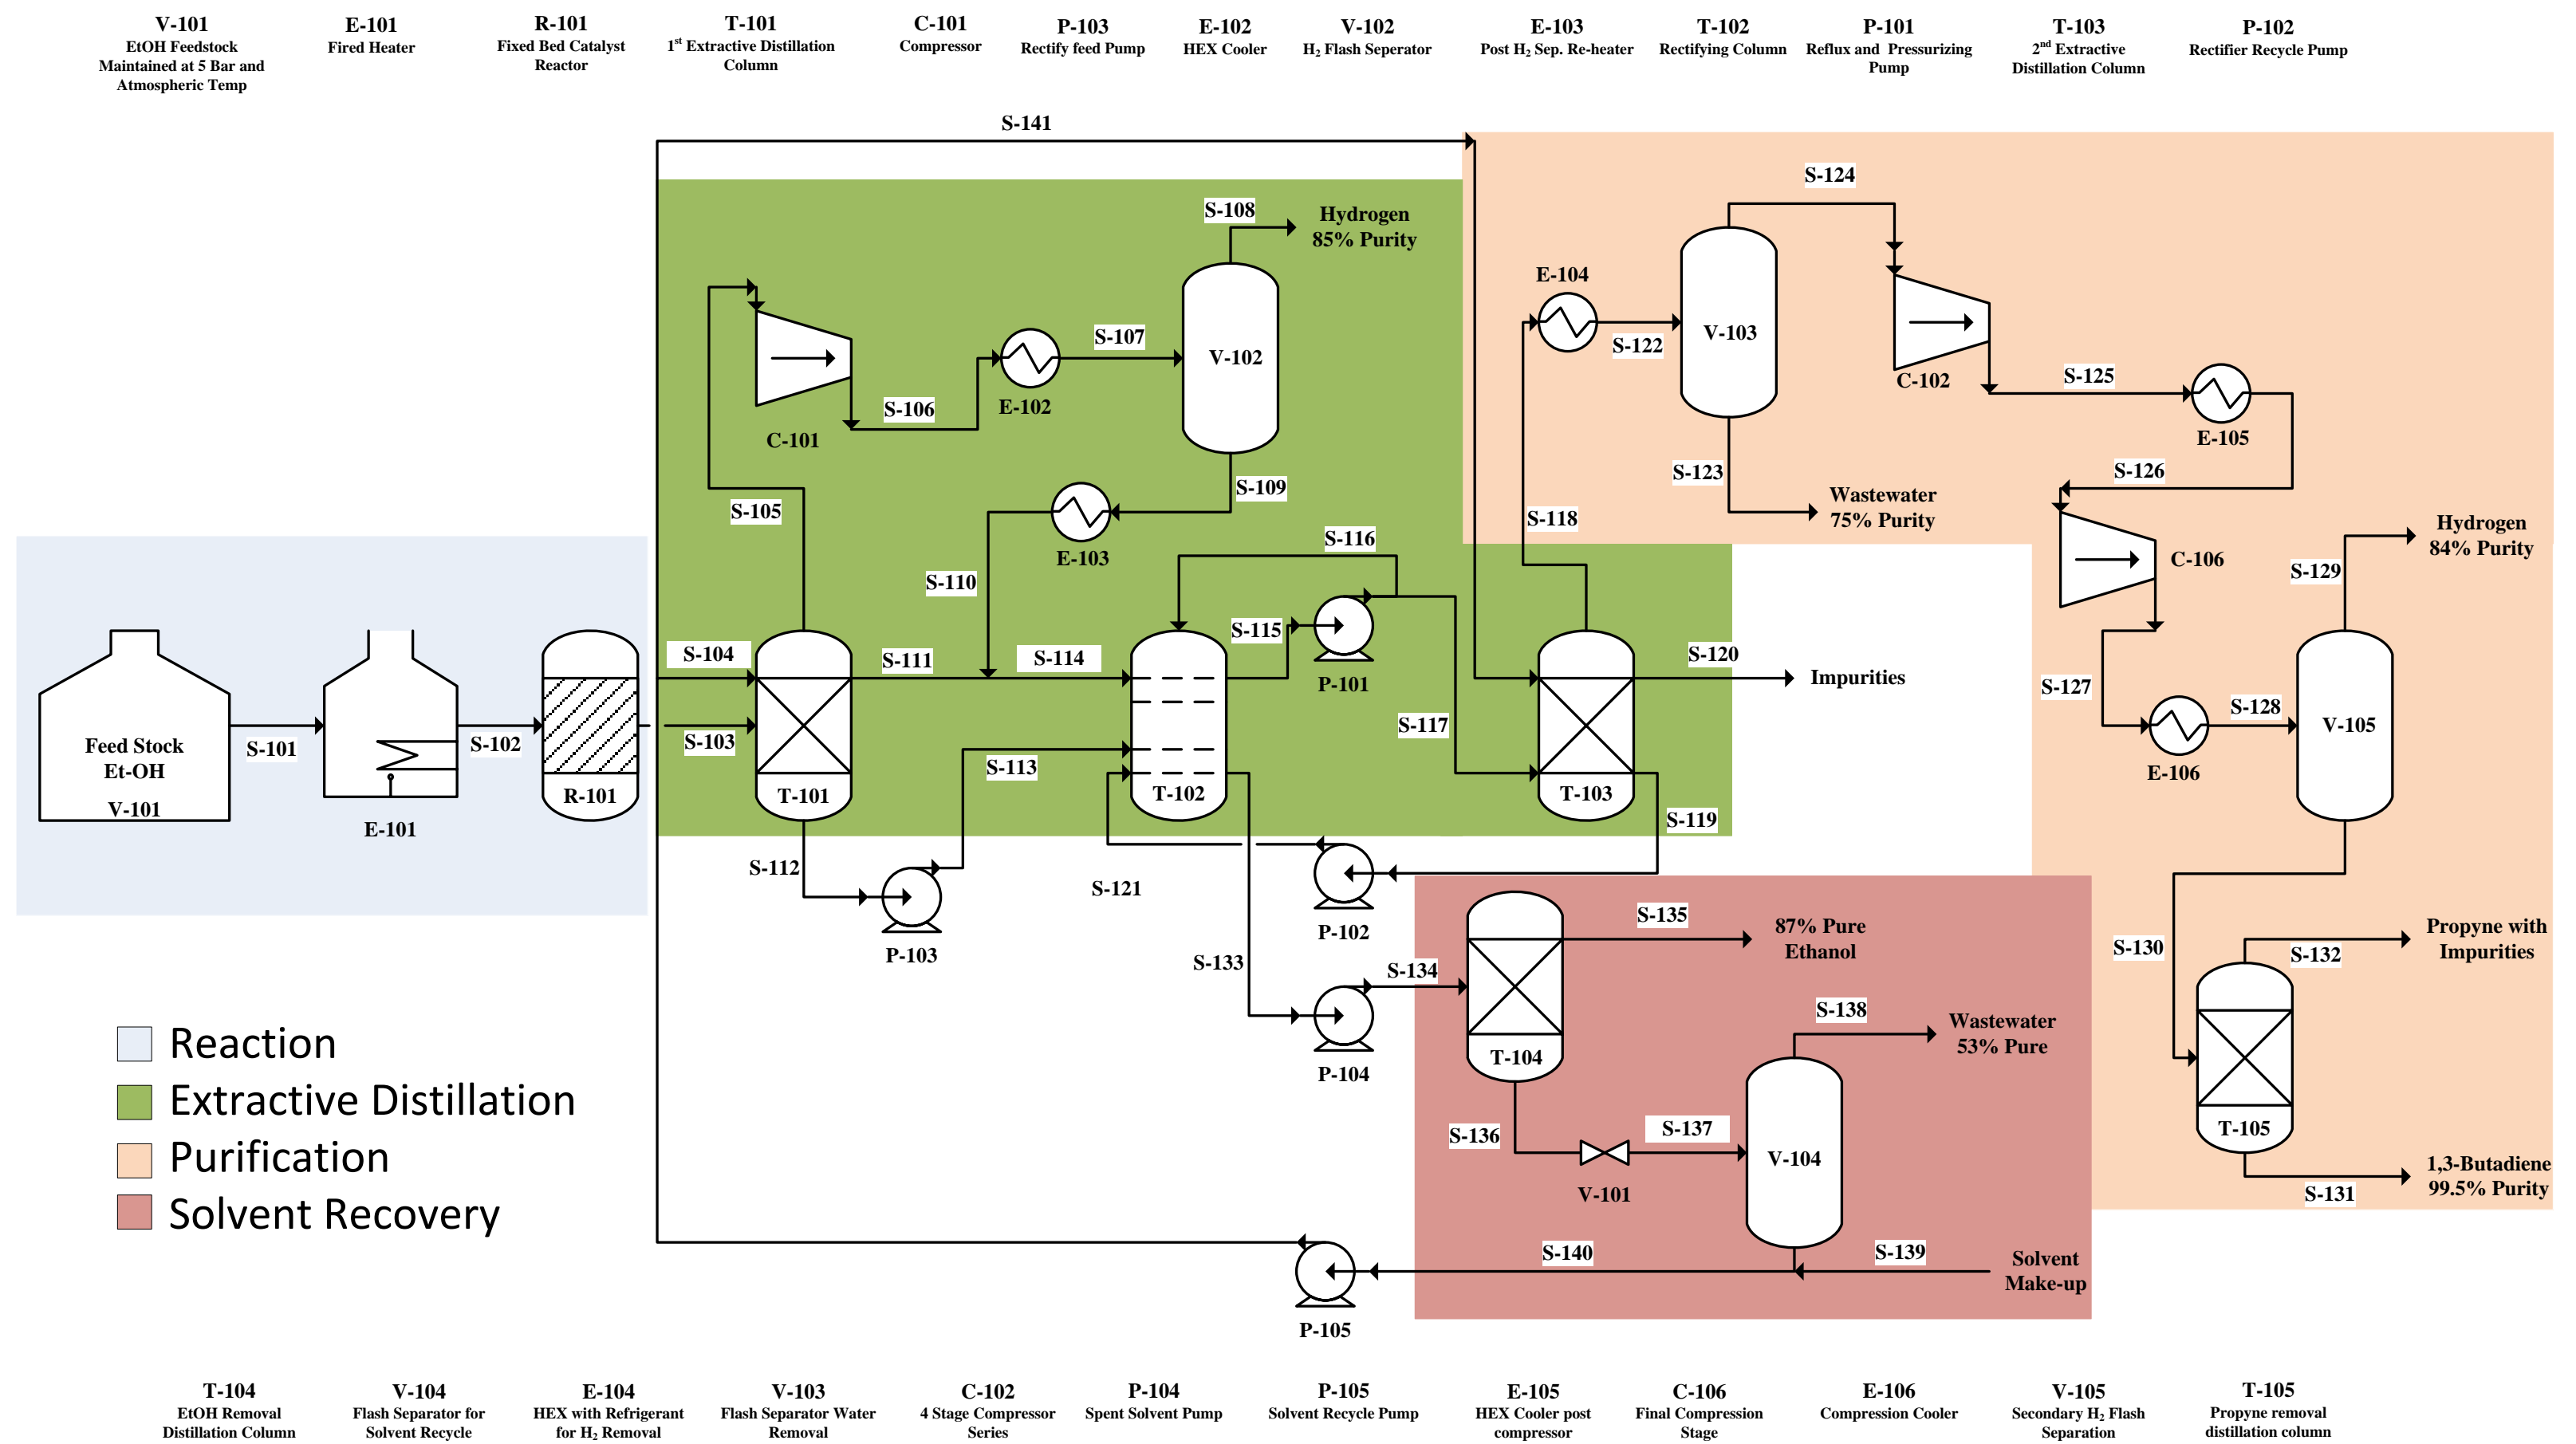 V-101
EtOH Feedstock
Maintained at 5 Bar and
Atmospheric Temp
E-101
Fired Heater
R-101
Fixed Bed Catalyst
Reactor
T-101
1st Extractive Distillation
Column
C-101
Compressor
P-103
Rectify feed Pump
E-102
HEX Cooler
V-102
H2 Flash Seperator
E-103
Post H2 Sep. Re-heater
T-102
Rectifying Column
P-101
Reflux and Pressurizing
Pump
T-103
2nd Extractive
Distillation Column
P-102
Rectifier Recycle Pump
S-141
S-124
S-108
Hydrogen
85% Purity
E-104
V-103
S-122
C-102
S-125
E-105
S-107
V-102
E-102
S-106
C-101
S-123
Wastewater
75% Purity
S-126
S-109
S-105
E-103
S-118
S-116
C-106
Hydrogen
84% Purity
S-129
S-110
S-115
P-101
S-104
S-111
S-114
S-120
Impurities
S-127
S-128
V-105
E-106
Feed Stock
Et-OH
V-101
S-101
E-101
S-102
R-101
S-103
T-101
S-113
T-102
S-117
T-103
S-119
S-112
P-103
S-121
P-102
S-133
S-134
P-104
S-135
87% Pure
Ethanol
T-104
S-138
Wastewater
53% Pure
S-130
Propyne with
Impurities
S-132
T-105
S-136
S-137
V-101
V-104
1,3-Butadiene
99.5% Purity
S-131
Reaction
Extractive Distillation
Purification
Solvent Recovery
S-140
S-139
Solvent
Make-up
P-105
T-104
EtOH Removal
Distillation Column
V-104
Flash Separator for
Solvent Recycle
E-104
HEX with Refrigerant
for H2 Removal
V-103
Flash Separator Water
Removal
C-102
4 Stage Compressor
Series
P-104
Spent Solvent Pump
P-105
Solvent Recycle Pump
E-105
HEX Cooler post
compressor
C-106
Final Compression
Stage
E-106
Compression Cooler
V-105
Secondary H2 Flash
Separation
T-105
Propyne removal
distillation column